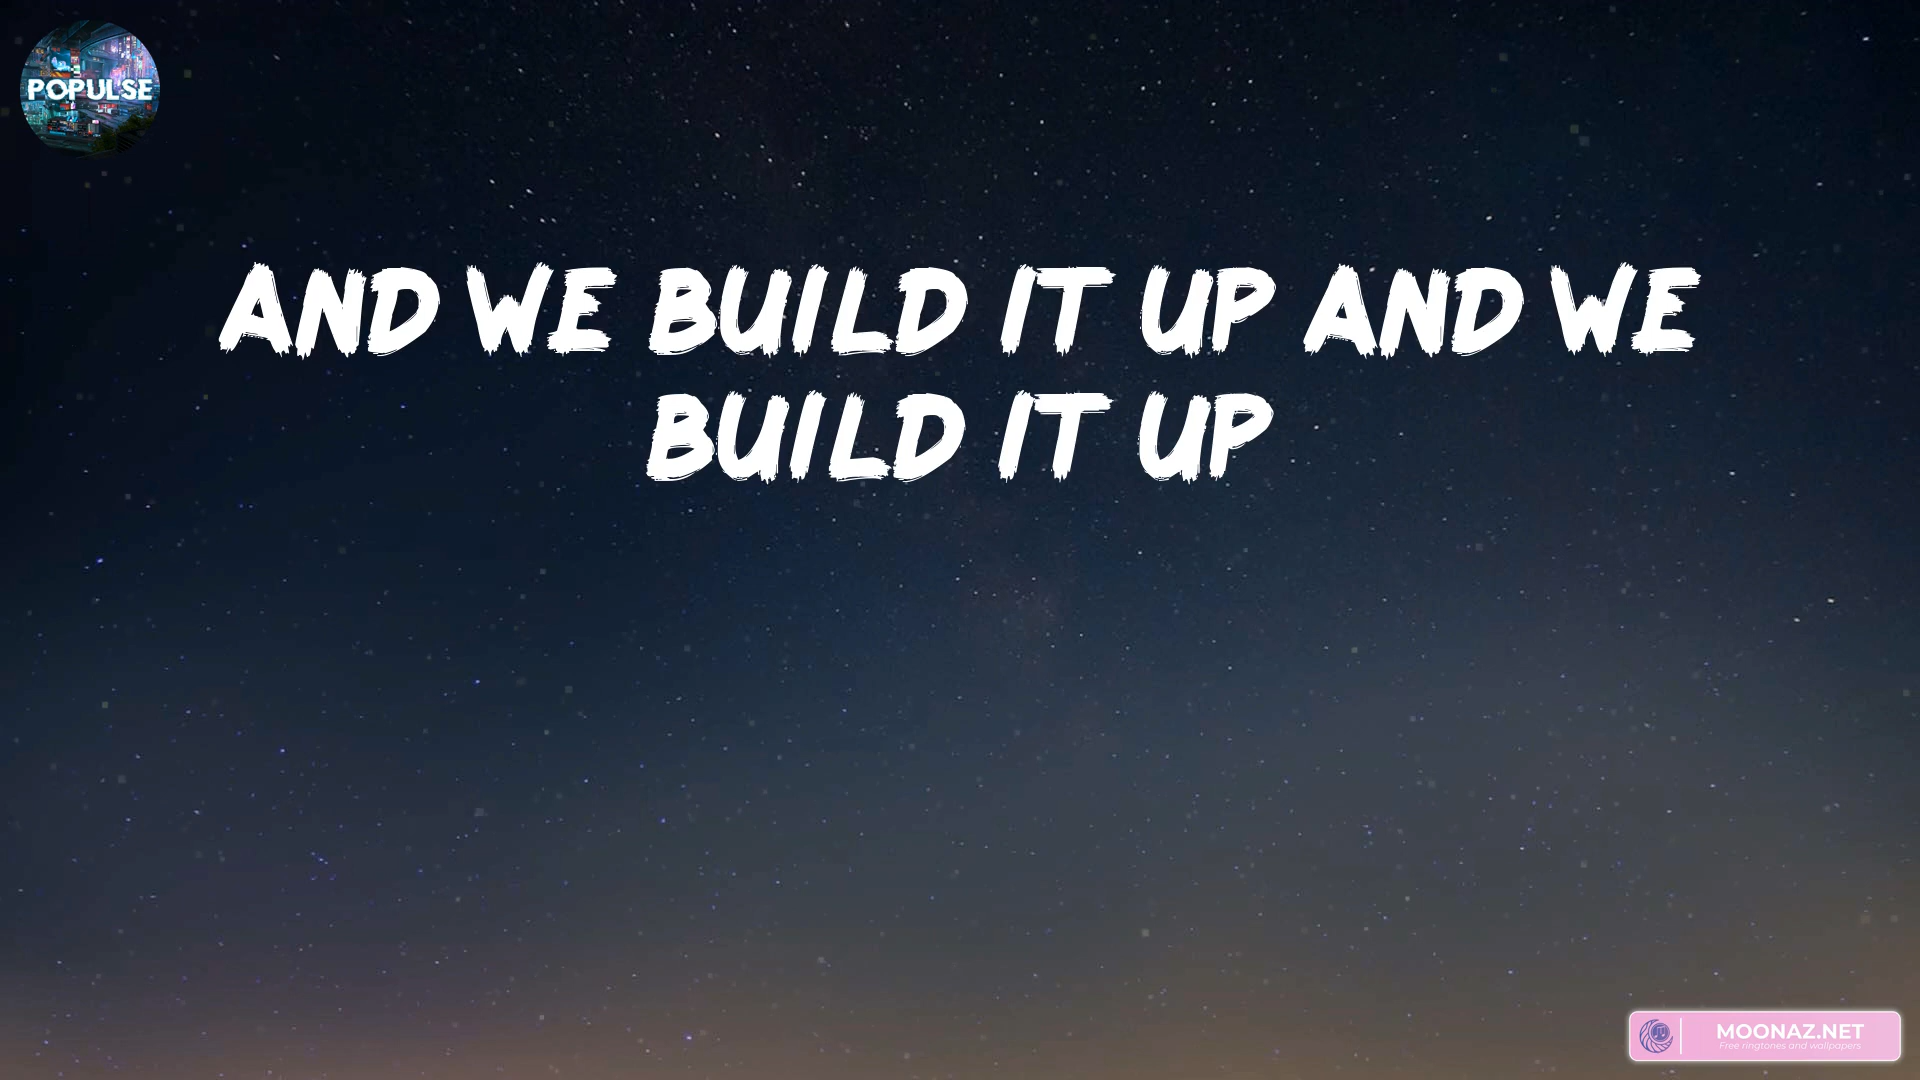 POPULSE
AND WE BUILD IT UP AND WE
BUILD IT UP
MOONAZ.NET
Free ringtones and wallpapers